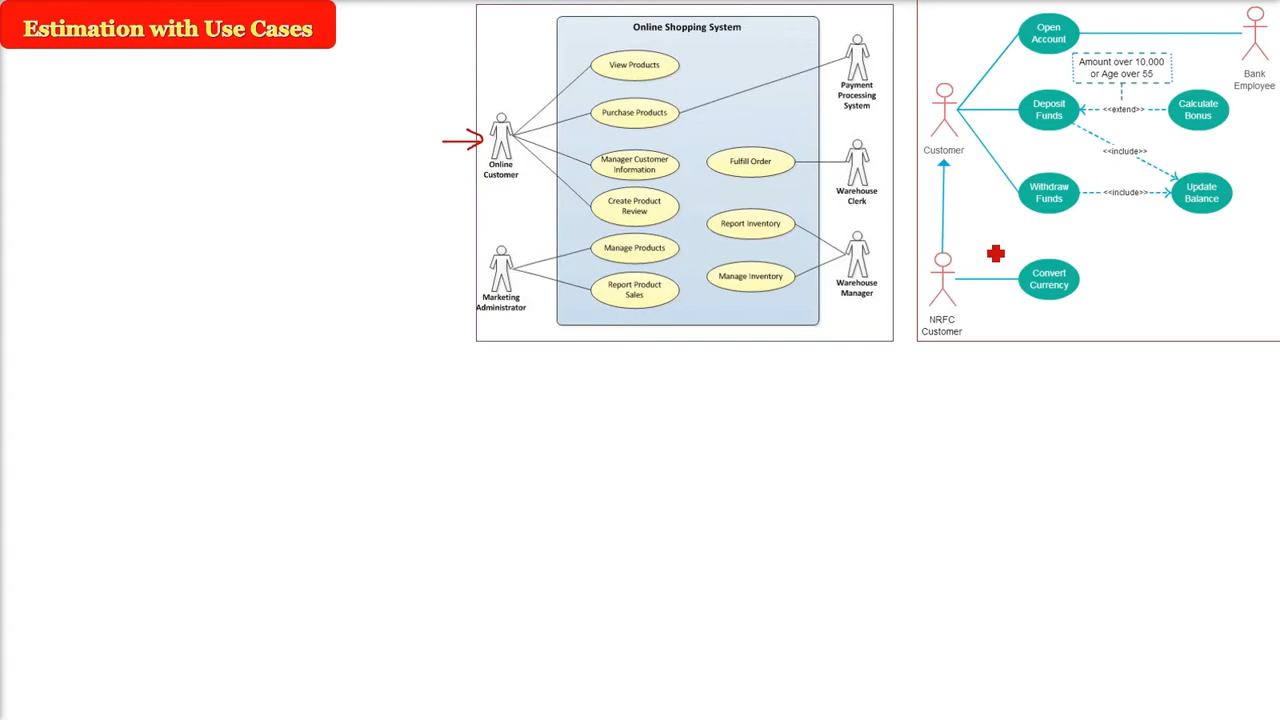 Estimation with Use Cases
Online Shopping System
View Products
Purchase Products
Manager Customer
Information
Create Product
Review
Manage Products
Report Product
Sales
Fulfill Order
Report Inventory
Manage Inventory
Online
Customer
Marketing
Administrator
Payment
Processing
System
Warehouse
Clerk
Warehouse
Manager
Open
Account
Amount over 10,000
or Age over 55
Bank
Employee
Deposit
Funds
<<extend>>
Calculate
Bonus
Customer
<<include>>
Withdraw
Funds
<<include>>
Update
Balance
Convert
Currency
NRFC
Customer